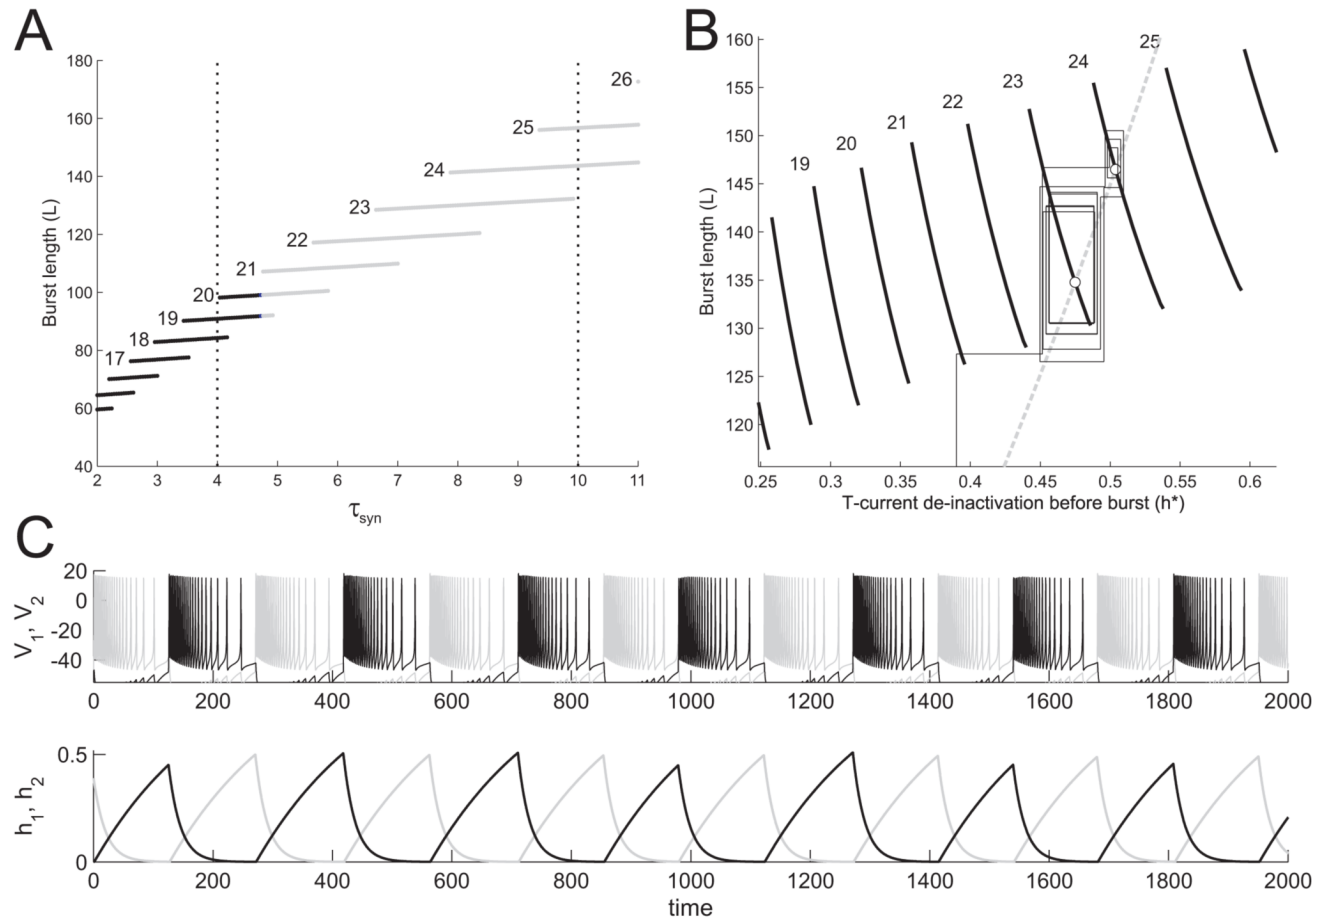 A
180
160
140
120
100
80
60
40
Burst length (L)
26
25
24
23
22
21
20
19
18
17
2 3 4 5 6 7 8 9 10 11
τsyn
B
160
155
150
145
140
135
130
125
120
Burst length (L)
25
24
23
22
21
20
19
0.25 0.3 0.35 0.4 0.45 0.5 0.55 0.6
T-current de-inactivation before burst (h*)
C
20
0
-20
-40
V1, V2
0 200 400 600 800 1000 1200 1400 1600 1800 2000
0.5
0
h1, h2
0 200 400 600 800 1000 1200 1400 1600 1800 2000
time